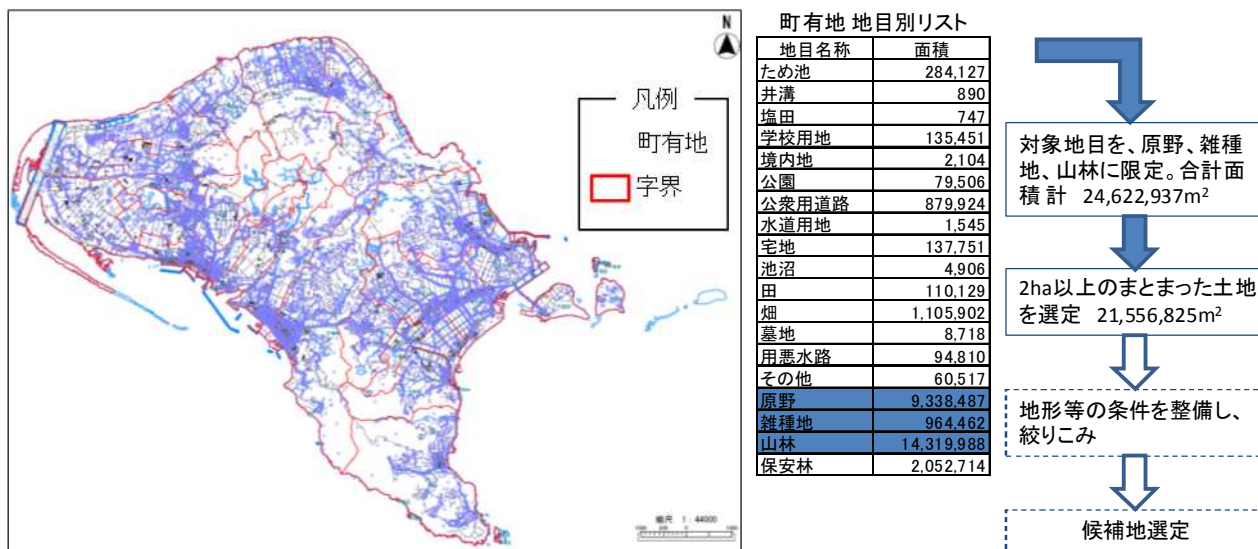 N
凡例
町有地
字界
縮尺 1:44000
町有地 地目別リスト
地目名称 面積
ため池 284,127
井溝 890
塩田 747
学校用地 135,451
境内地 2,104
公園 79,506
公衆用道路 879,924
水道用地 1,545
宅地 137,751
池沼 4,906
田 110,129
畑 1,105,902
墓地 8,718
用悪水路 94,810
その他 60,517
原野 9,338,487
雑種地 964,462
山林 14,319,988
保安林 2,052,714
対象地目を、原野、雑種
地、山林に限定。合計面
積 計 24,622,937m²
2ha以上のまとまった土地
を選定 21,556,825m²
地形等の条件を整備し、
絞りこみ
候補地選定